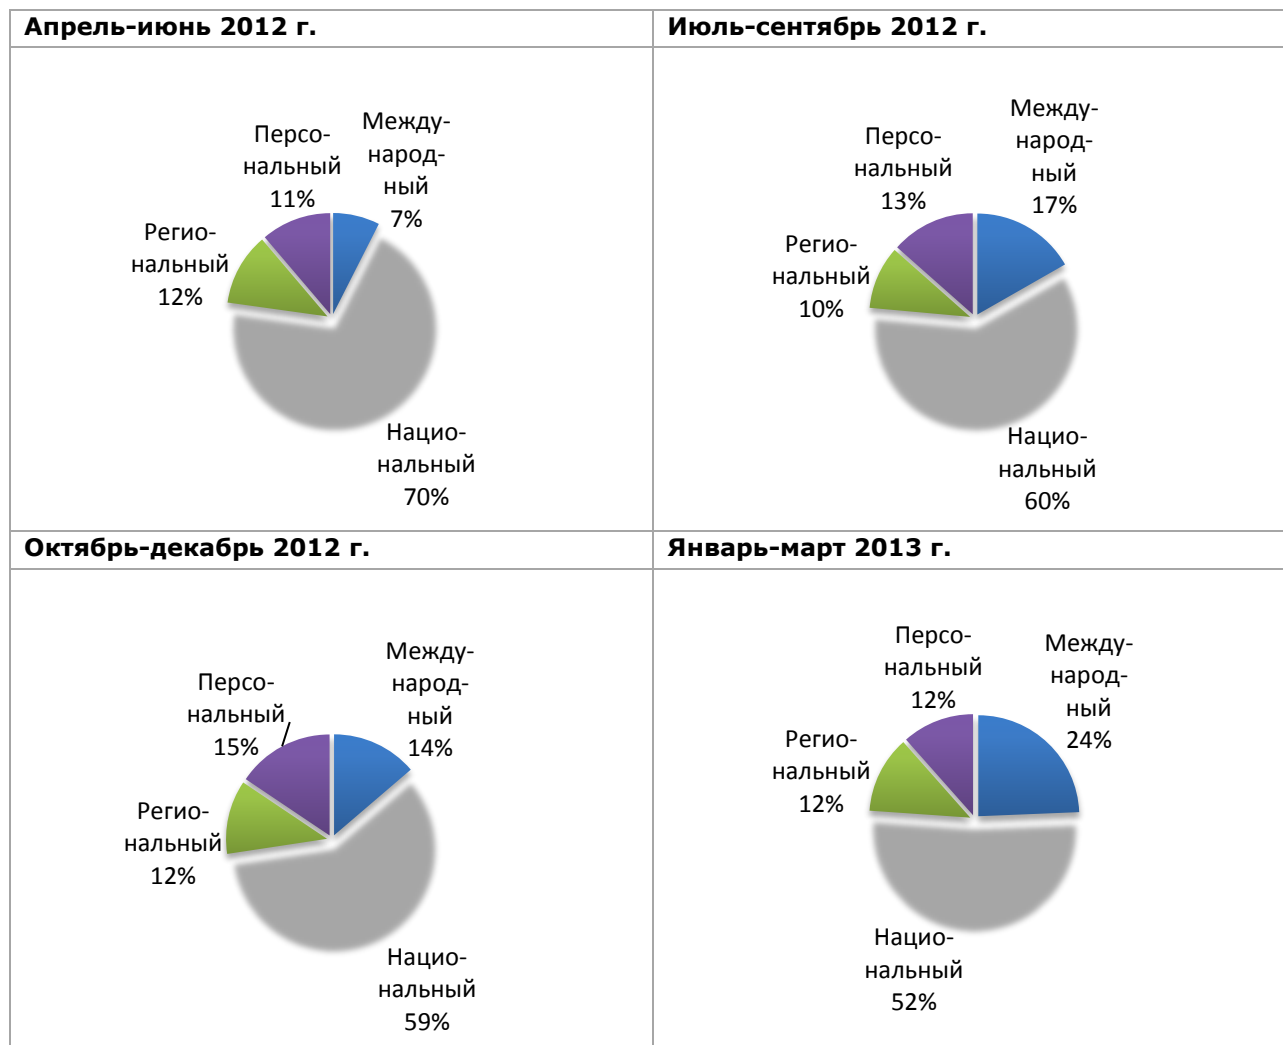 Апрель-июнь 2012 г.
Июль-сентябрь 2012 г.
Между-
народ-
ный
7%
Персо-
нальный
11%
Регио-
нальный
12%
Нацио-
нальный
70%
Между-
народ-
ный
17%
Персо-
нальный
13%
Регио-
нальный
10%
Нацио-
нальный
60%
Октябрь-декабрь 2012 г.
Январь-март 2013 г.
Между-
народ-
ный
14%
Персо-
нальный
15%
Регио-
нальный
12%
Нацио-
нальный
59%
Персо-
нальный
12%
Между-
народ-
ный
24%
Регио-
нальный
12%
Нацио-
нальный
52%